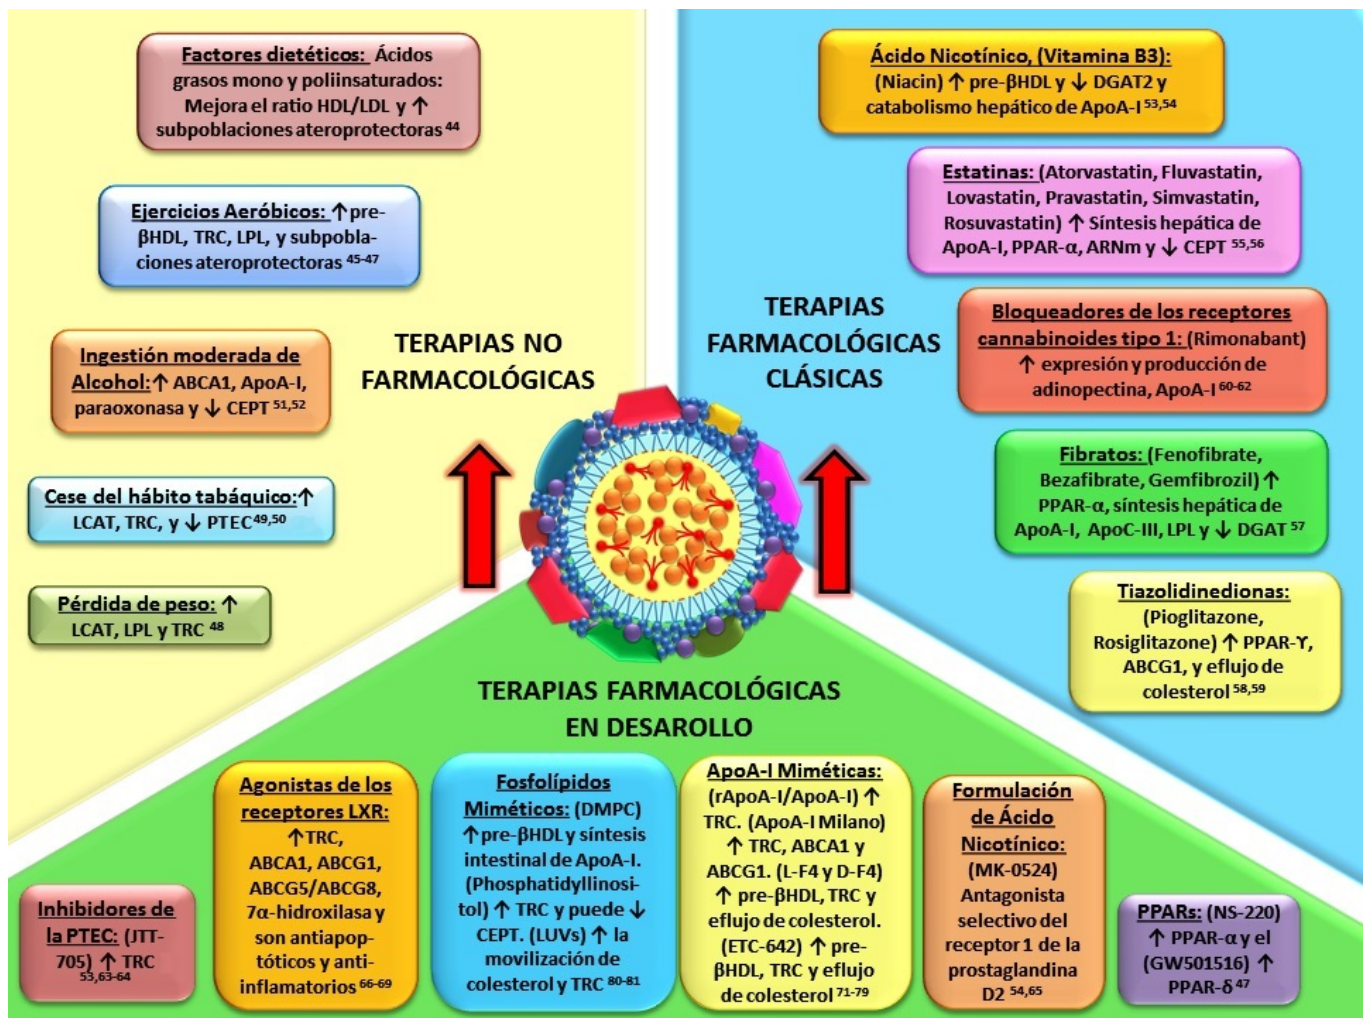 Factores dietéticos: Ácidos
grasos mono y poliinsaturados:
Mejora el ratio HDL/LDL y ↑
subpoblaciones ateroprotectoras 44
Ejercicios Aeróbicos: ↑pre-
βHDL, TRC, LPL, y subpobla-
ciones ateroprotectoras 45-47
Ingestión moderada de
Alcohol:↑ ABCA1, ApoA-I,
paraoxonasa y ↓ CEPT 51,52
Cese del hábito tabáquico:↑
LCAT, TRC, y ↓ PTEC49,50
Pérdida de peso: ↑
LCAT, LPL y TRC 48
TERAPIAS NO
FARMACOLÓGICAS
TERAPIAS
FARMACOLÓGICAS
CLÁSICAS
Ácido Nicotínico, (Vitamina B3):
(Niacin) ↑ pre-βHDL y ↓ DGAT2 y
catabolismo hepático de ApoA-I 53,54
Estatinas: (Atorvastatin, Fluvastatin,
Lovastatin, Pravastatin, Simvastatin,
Rosuvastatin) ↑ Síntesis hepática de
ApoA-I, PPAR-α, ARNm y ↓ CEPT 55,56
Bloqueadores de los receptores
cannabinoides tipo 1: (Rimonabant)
↑ expresión y producción de
adinopectina, ApoA-I 60-62
Fibratos: (Fenofibrate,
Bezafibrate, Gemfibrozil) ↑
PPAR-α, síntesis hepática de
ApoA-I, ApoC-III, LPL y ↓ DGAT 57
Tiazolidinedionas:
(Pioglitazone,
Rosiglitazone) ↑ PPAR-ϒ,
ABCG1, y eflujo de
colesterol 58,59
TERAPIAS FARMACOLÓGICAS
EN DESAROLLO
Inhibidores de
la PTEC: (JTT-
705) ↑ TRC
53,63-64
Agonistas de los
receptores LXR:
↑TRC,
ABCA1, ABCG1,
ABCG5/ABCG8,
7α-hidroxilasa y
son antiapop-
tóticos y anti-
inflamatorios 66-69
Fosfolípidos
Miméticos: (DMPC)
↑pre-βHDL y síntesis
intestinal de ApoA-I.
(Phosphatidyllinosi-
tol) ↑ TRC y puede ↓
CEPT. (LUVs) ↑ la
movilización de
colesterol y TRC 80-81
ApoA-I Miméticas:
(rApoA-I/ApoA-I) ↑
TRC. (ApoA-I Milano)
↑ TRC, ABCA1 y
ABCG1. (L-F4 y D-F4)
↑ pre-βHDL, TRC y
eflujo de colesterol.
(ETC-642) ↑ pre-
βHDL, TRC y eflujo
de colesterol 71-79
Formulación
de Ácido
Nicotínico:
(MK-0524)
Antagonista
selectivo del
receptor 1 de la
prostaglandina
D2 54,65
PPARs: (NS-220)
↑ PPAR-α y el
(GW501516) ↑
PPAR-δ 47